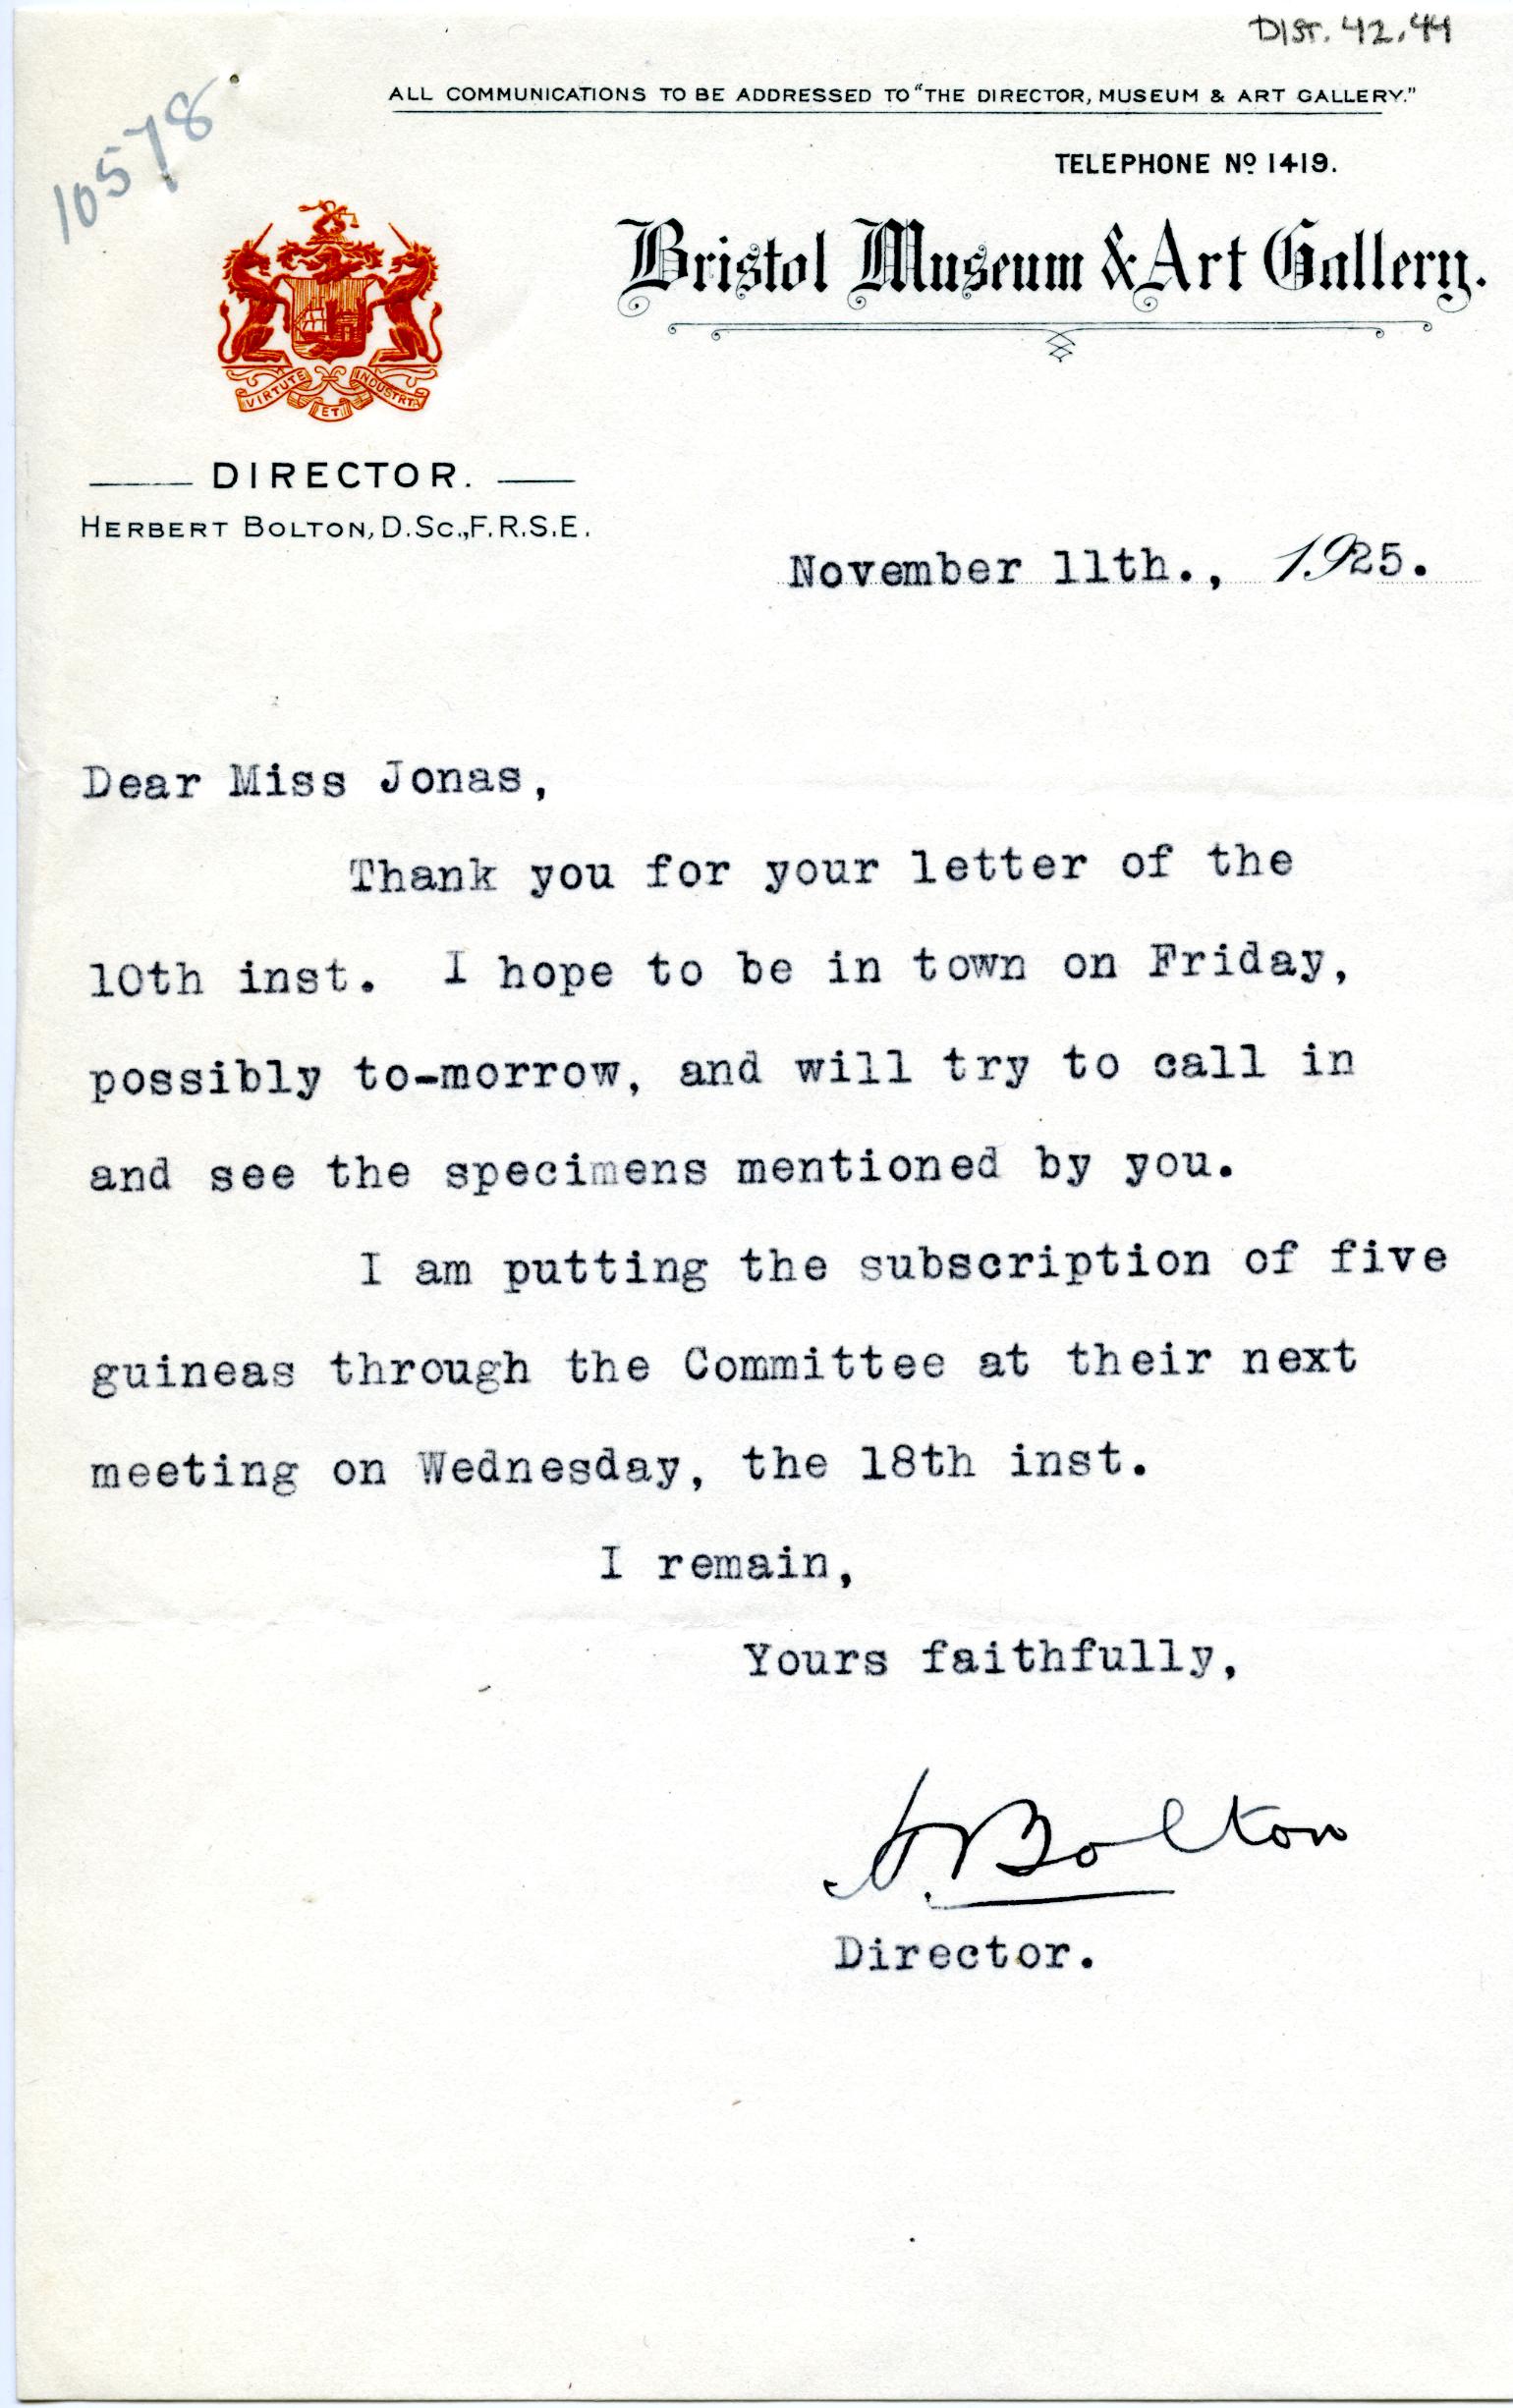 DIST. 42.44
10578
ALL COMMUNICATIONS TO BE ADDRESSED TO "THE DIRECTOR, MUSEUM & ART GALLERY."
TELEPHONE Nº 1419.
Bristol Museum & Art Gallery.
VIRTUTE ET INDUSTRIA
DIRECTOR.
HERBERT BOLTON, D.Sc., F.R.S.E.
November 11th., 1925.
Dear Miss Jonas,
Thank you for your letter of the
10th inst. I hope to be in town on Friday,
possibly to-morrow, and will try to call in
and see the specimens mentioned by you.
I am putting the subscription of five
guineas through the Committee at their next
meeting on Wednesday, the 18th inst.
I remain,
Yours faithfully,
H. Bolton
Director.